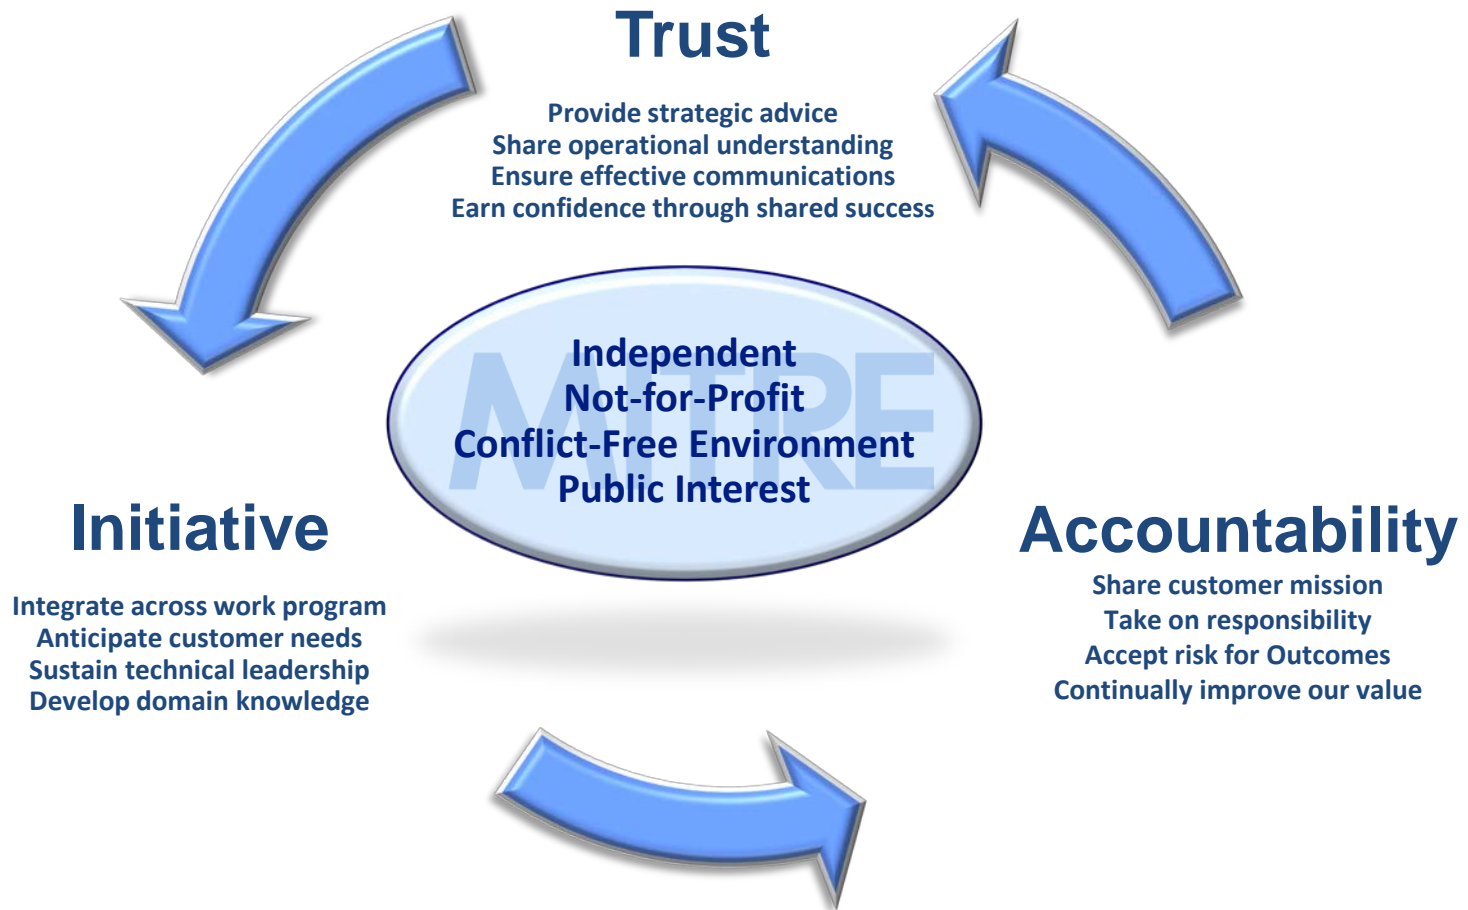 Trust
Provide strategic advice
Share operational understanding
Ensure effective communications
Earn confidence through shared success
MITRE
Independent
Not-for-Profit
Conflict-Free Environment
Public Interest
Initiative
Integrate across work program
Anticipate customer needs
Sustain technical leadership
Develop domain knowledge
Accountability
Share customer mission
Take on responsibility
Accept risk for Outcomes
Continually improve our value